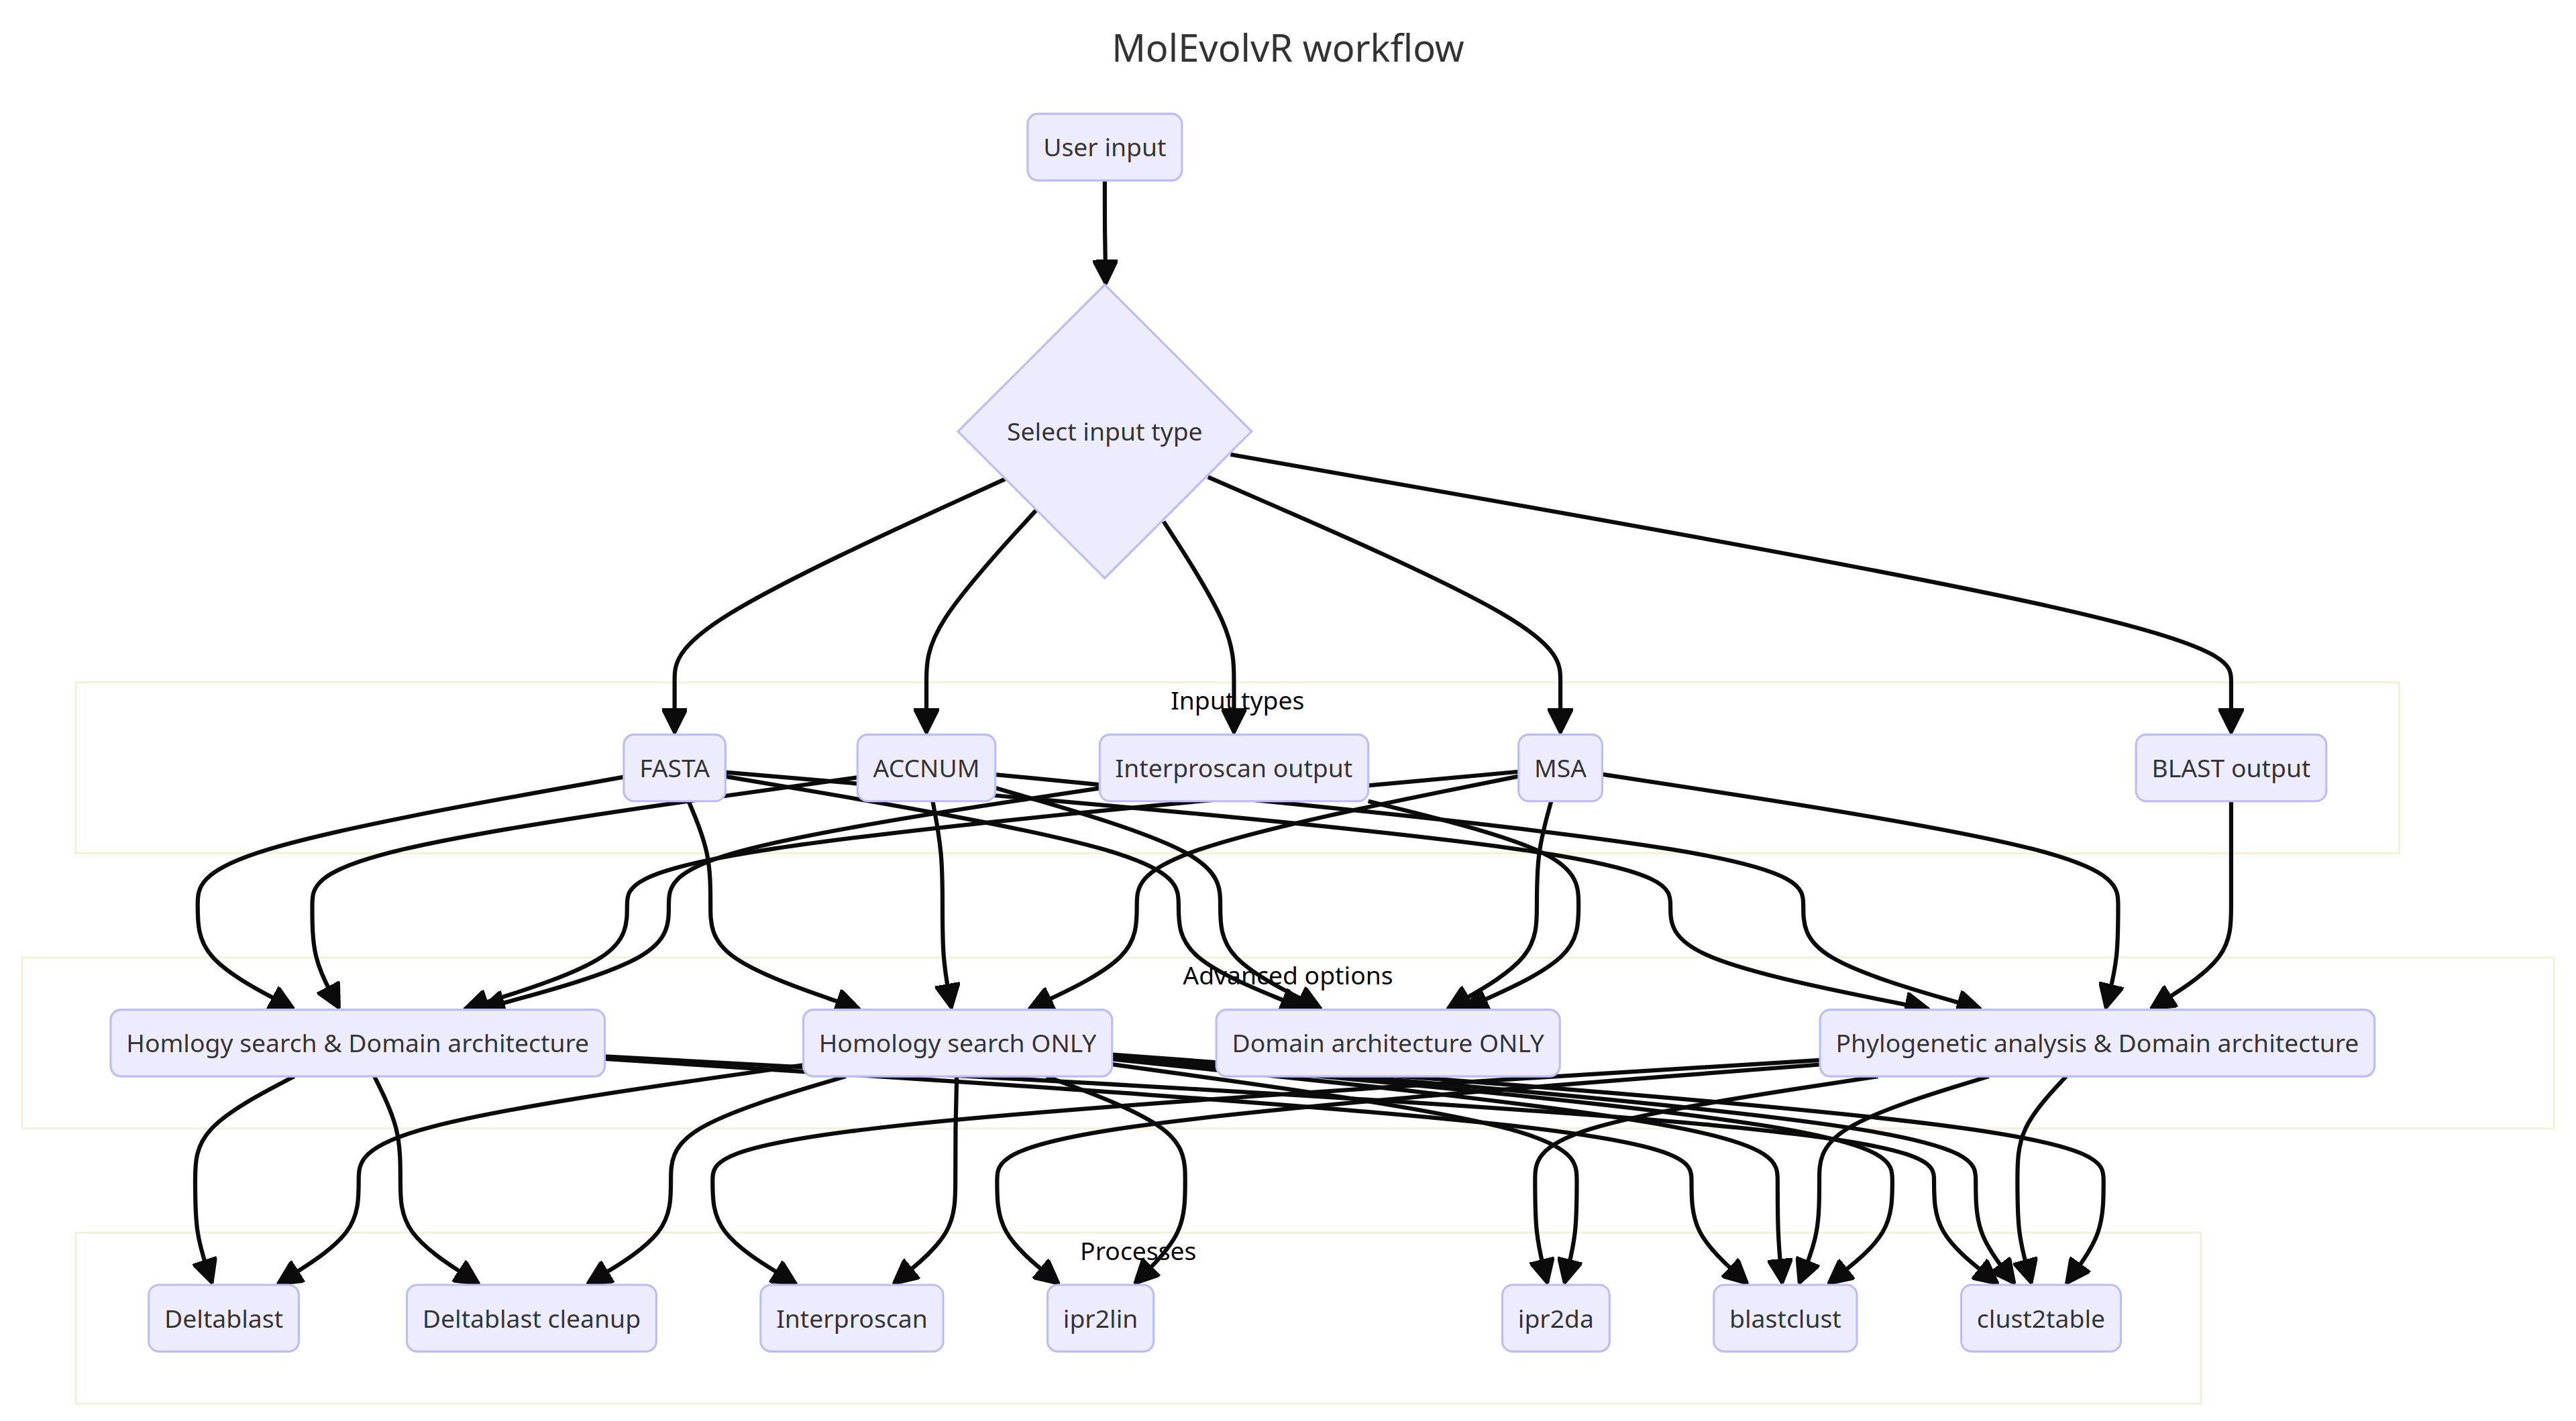 MolEvolvR workflow
User input
Select input type
Input types
FASTA
ACCNUM
Interproscan output
MSA
BLAST output
Advanced options
Homlogy search & Domain architecture
Homology search ONLY
Domain architecture ONLY
Phylogenetic analysis & Domain architecture
Processes
Deltablast
Deltablast cleanup
Interproscan
ipr2lin
ipr2da
blastclust
clust2table